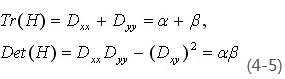 Tr(H) = D_xx + D_yy = α + β,
Det(H) = D_xx D_yy − (D_xy)² = αβ
(4-5)